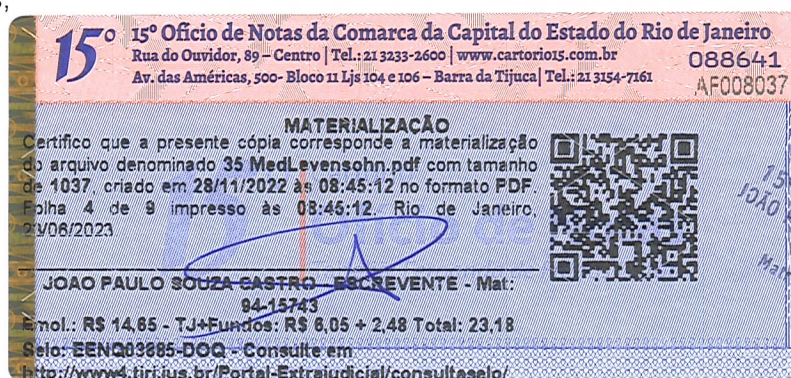 15º 15º Ofício de Notas da Comarca da Capital do Estado do Rio de Janeiro
Rua do Ouvidor, 89 – Centro | Tel.: 21 3233-2600 | www.cartorio15.com.br
Av. das Américas, 500- Bloco 11 Ljs 104 e 106 – Barra da Tijuca| Tel.: 21 3154-7161
088641
AF008037
MATERIALIZAÇÃO
Certifico que a presente cópia corresponde a materialização
do arquivo denominado 35 MedLevensohn.pdf com tamanho
de 1037, criado em 28/11/2022 às 08:45:12 no formato PDF.
Folha 4 de 9 impresso às 08:45:12. Rio de Janeiro,
23/06/2023
JOAO PAULO SOUZA CASTRO - ESCREVENTE - Mat:
94-15743
Emol.: R$ 14,65 - TJ+Fundos: R$ 6,05 + 2,48 Total: 23,18
Selo: EENQ03685-DOQ - Consulte em
http://www4.tjrj.jus.br/Portal-Extrajudicial/consultaselo/
15
JOÃO
Mat